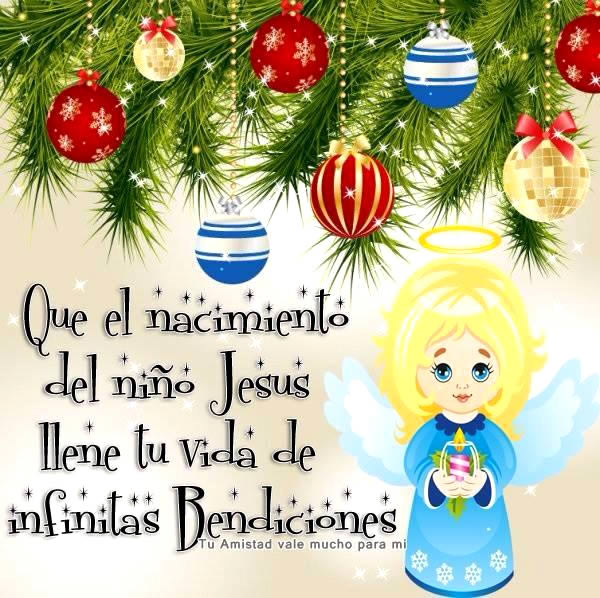 Que el nacimiento
del niño Jesus
llene tu vida de
infinitas Bendiciones
Tu Amistad vale mucho para mi